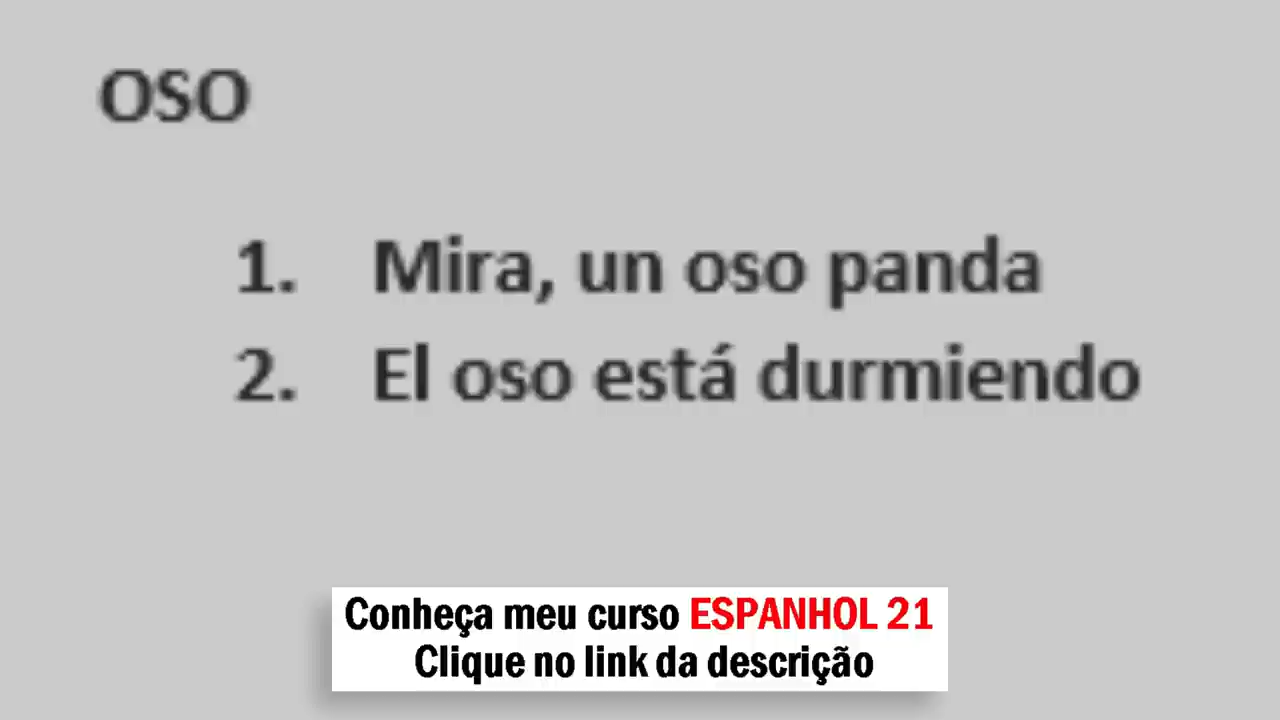 OSO
1. Mira, un oso panda
2. El oso está durmiendo
Conheça meu curso ESPANHOL 21
Clique no link da descrição